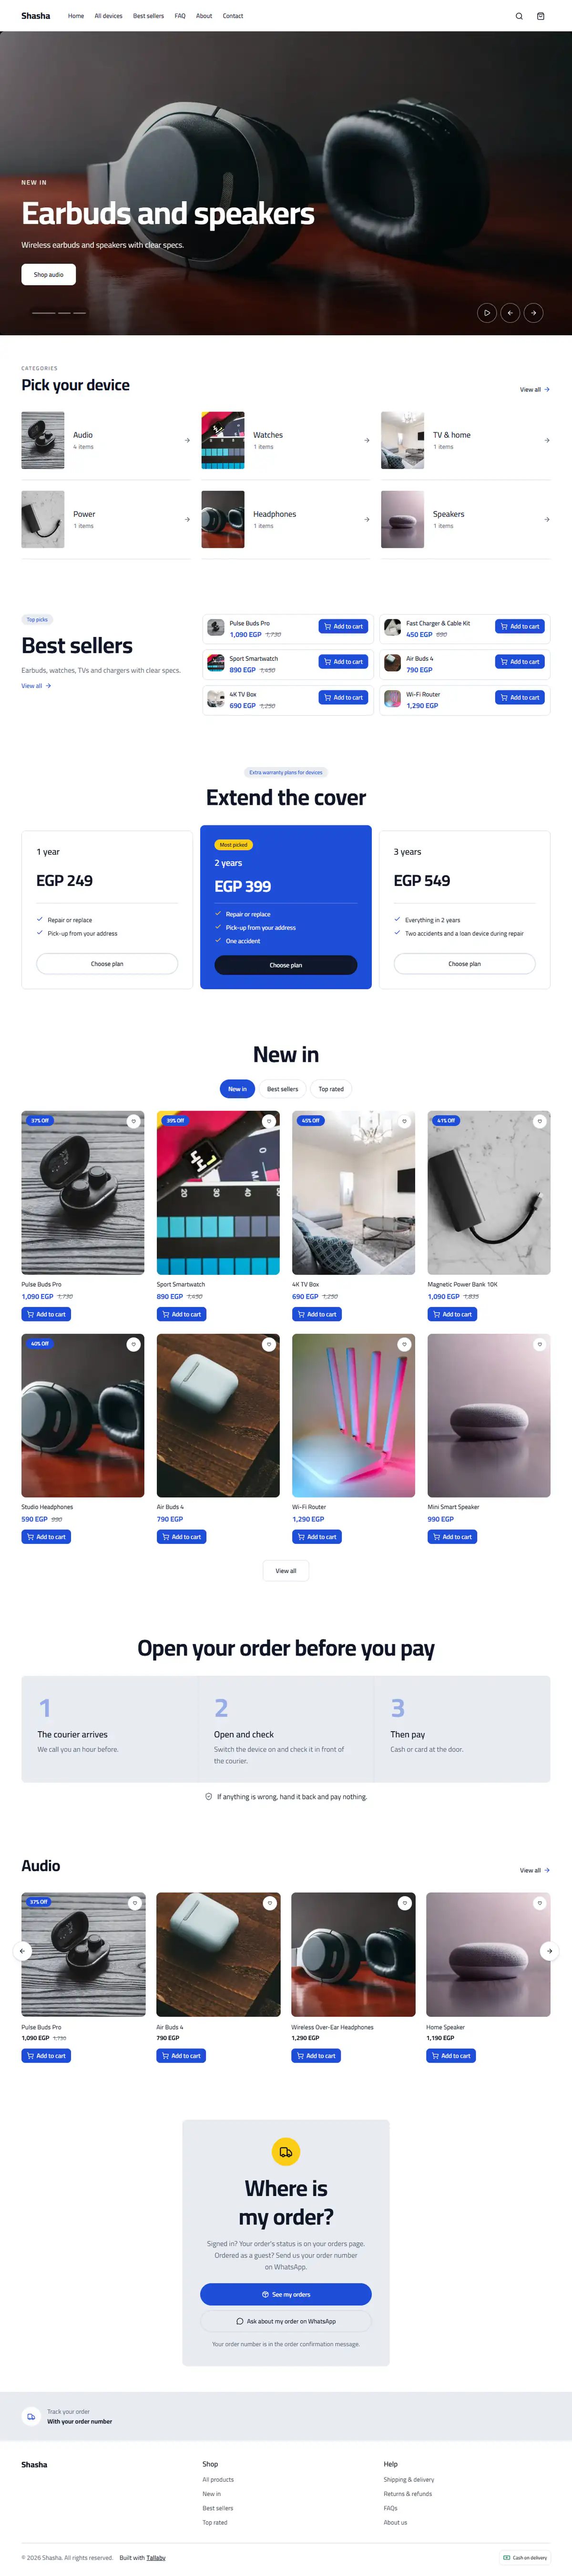 Shasha
Home All devices Best sellers FAQ About Contact
NEW IN
Earbuds and speakers
Wireless earbuds and speakers with clear specs.
Shop audio
CATEGORIES
Pick your device
View all
Audio
4 items
Watches
1 items
TV & home
1 items
Power
1 items
Headphones
1 items
Speakers
1 items
Top picks
Best sellers
Earbuds, watches, TVs and chargers with clear specs.
View all
Pulse Buds Pro
1,090 EGP 1,730
Add to cart
Fast Charger & Cable Kit
450 EGP 690
Add to cart
Sport Smartwatch
890 EGP 1,450
Add to cart
Air Buds 4
790 EGP
Add to cart
4K TV Box
690 EGP 1,250
Add to cart
Wi-Fi Router
1,290 EGP
Add to cart
Extra warranty plans for devices
Extend the cover
1 year
EGP 249
Repair or replace
Pick-up from your address
Choose plan
Most picked
2 years
EGP 399
Repair or replace
Pick-up from your address
One accident
Choose plan
3 years
EGP 549
Everything in 2 years
Two accidents and a loan device during repair
Choose plan
New in
New in Best sellers Top rated
37% Off
Pulse Buds Pro
1,090 EGP 1,730
Add to cart
39% Off
Sport Smartwatch
890 EGP 1,450
Add to cart
45% Off
4K TV Box
690 EGP 1,250
Add to cart
41% Off
Magnetic Power Bank 10K
1,090 EGP 1,835
Add to cart
40% Off
Studio Headphones
590 EGP 990
Add to cart
Air Buds 4
790 EGP
Add to cart
Wi-Fi Router
1,290 EGP
Add to cart
Mini Smart Speaker
990 EGP
Add to cart
View all
Open your order before you pay
1
The courier arrives
We call you an hour before.
2
Open and check
Switch the device on and check it in front of
the courier.
3
Then pay
Cash or card at the door.
If anything is wrong, hand it back and pay nothing.
Audio
View all
37% Off
Pulse Buds Pro
1,090 EGP 1,730
Add to cart
Air Buds 4
790 EGP
Add to cart
Wireless Over-Ear Headphones
1,290 EGP
Add to cart
Home Speaker
1,190 EGP
Add to cart
Where is
my order?
Signed in? Your order's status is on your orders page.
Ordered as a guest? Send us your order number
on WhatsApp.
See my orders
Ask about my order on WhatsApp
Your order number is in the order confirmation message.
Track your order
With your order number
Shasha
Shop
All products
New in
Best sellers
Top rated
Help
Shipping & delivery
Returns & refunds
FAQs
About us
© 2026 Shasha. All rights reserved. Built with Tallaby
Cash on delivery